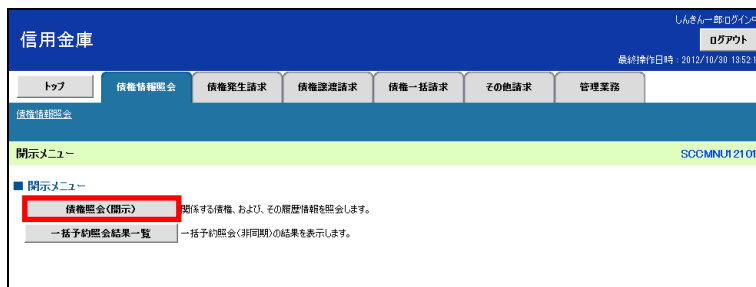 しんきん一郎ログイン中
信用金庫
ログアウト
最終操作日時：2012/10/30 13:52:1
トップ 債権情報照会 債権発生請求 債権譲渡請求 債権一括請求 その他請求 管理業務
債権情報照会
開示メニュー SCCMNU12101
■ 開示メニュー
債権照会（開示） 関係する債権、および、その履歴情報を照会します。
一括予約照会結果一覧 一括予約照会（非同期）の結果を表示します。